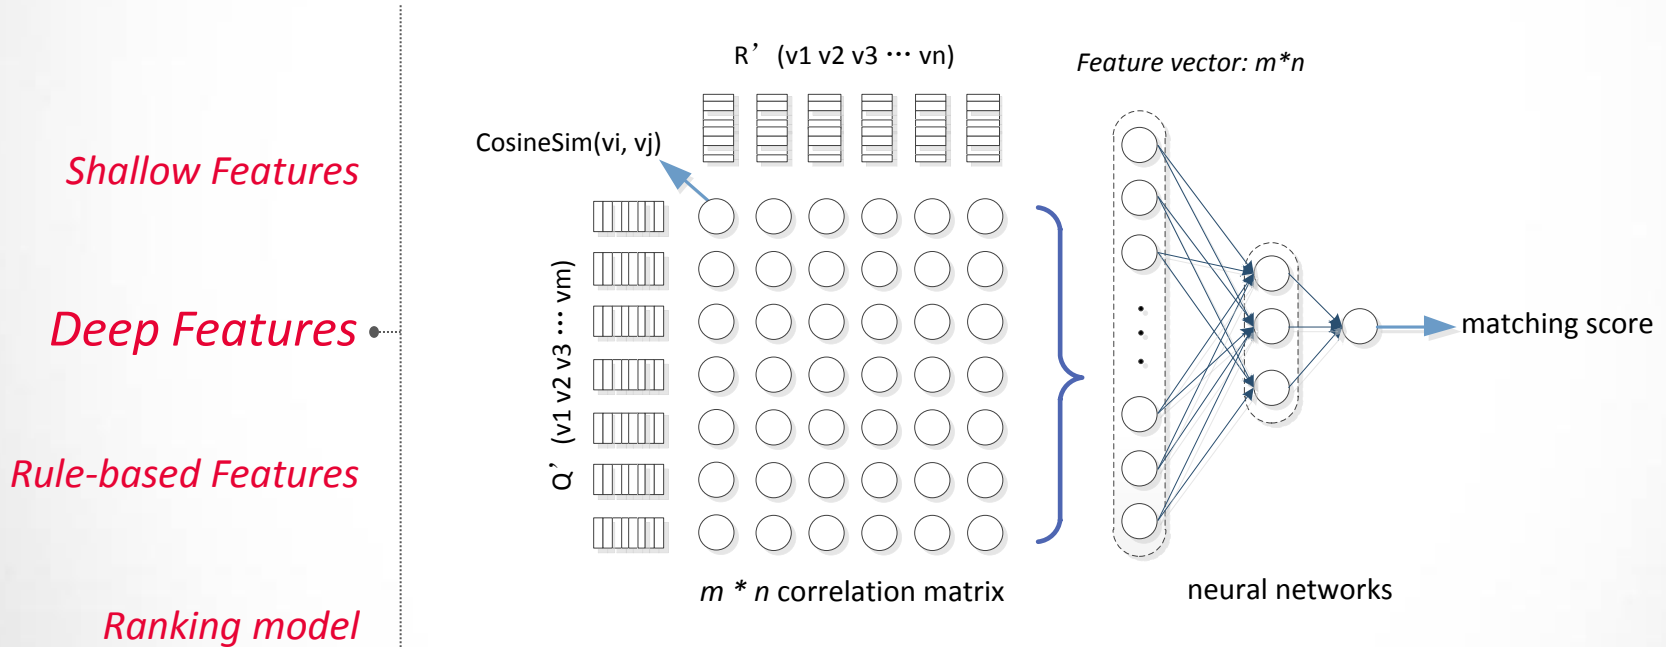 Shallow Features
Deep Features
Rule-based Features
Ranking model
R’ (v1 v2 v3 ··· vn)
Feature vector: m*n
CosineSim(vi, vj)
Q’ (v1 v2 v3 ··· vm)
matching score
m * n correlation matrix
neural networks